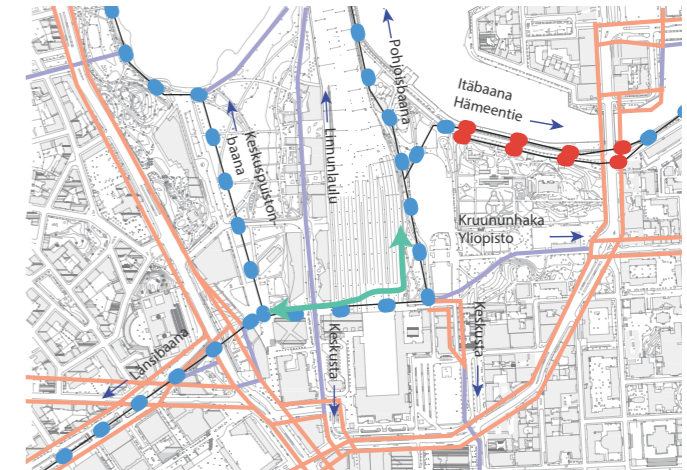 Pohjoisbaana
Itäbaana
Hämeentie
Keskuspuiston-
baana
Linnunlaulu
Kruununhaka
Yliopisto
Länsibaana
Keskusta
Keskusta